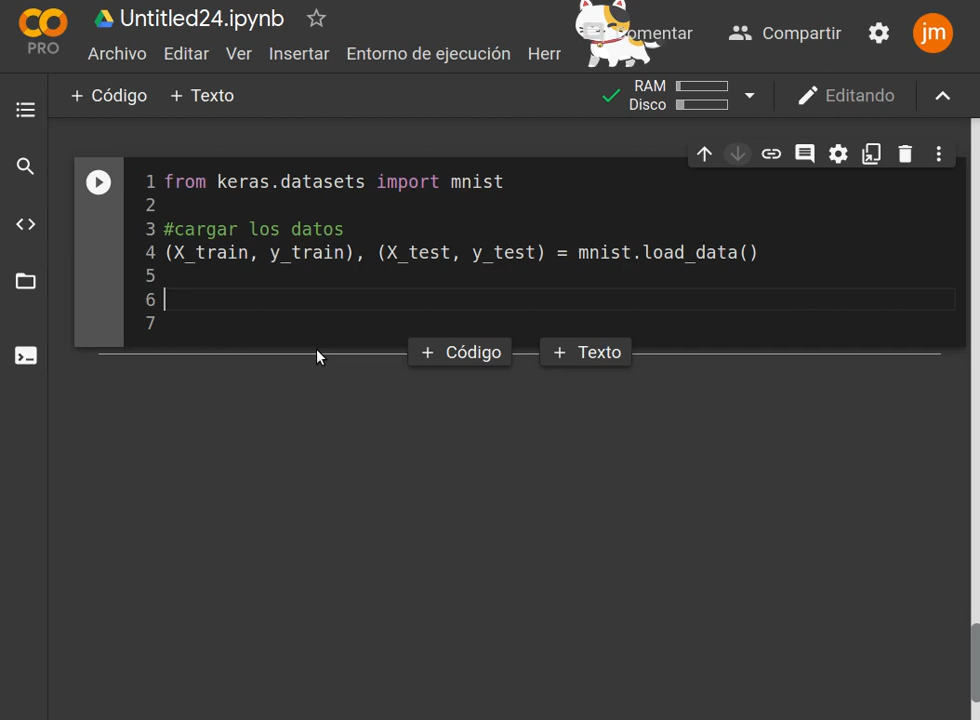 Untitled24.ipynb
PRO
Archivo Editar Ver Insertar Entorno de ejecución Herr
omentar
Compartir
jm
+ Código + Texto
RAM
Disco
Editando
1 from keras.datasets import mnist
2
3 #cargar los datos
4 (X_train, y_train), (X_test, y_test) = mnist.load_data()
5
6
7
+ Código + Texto